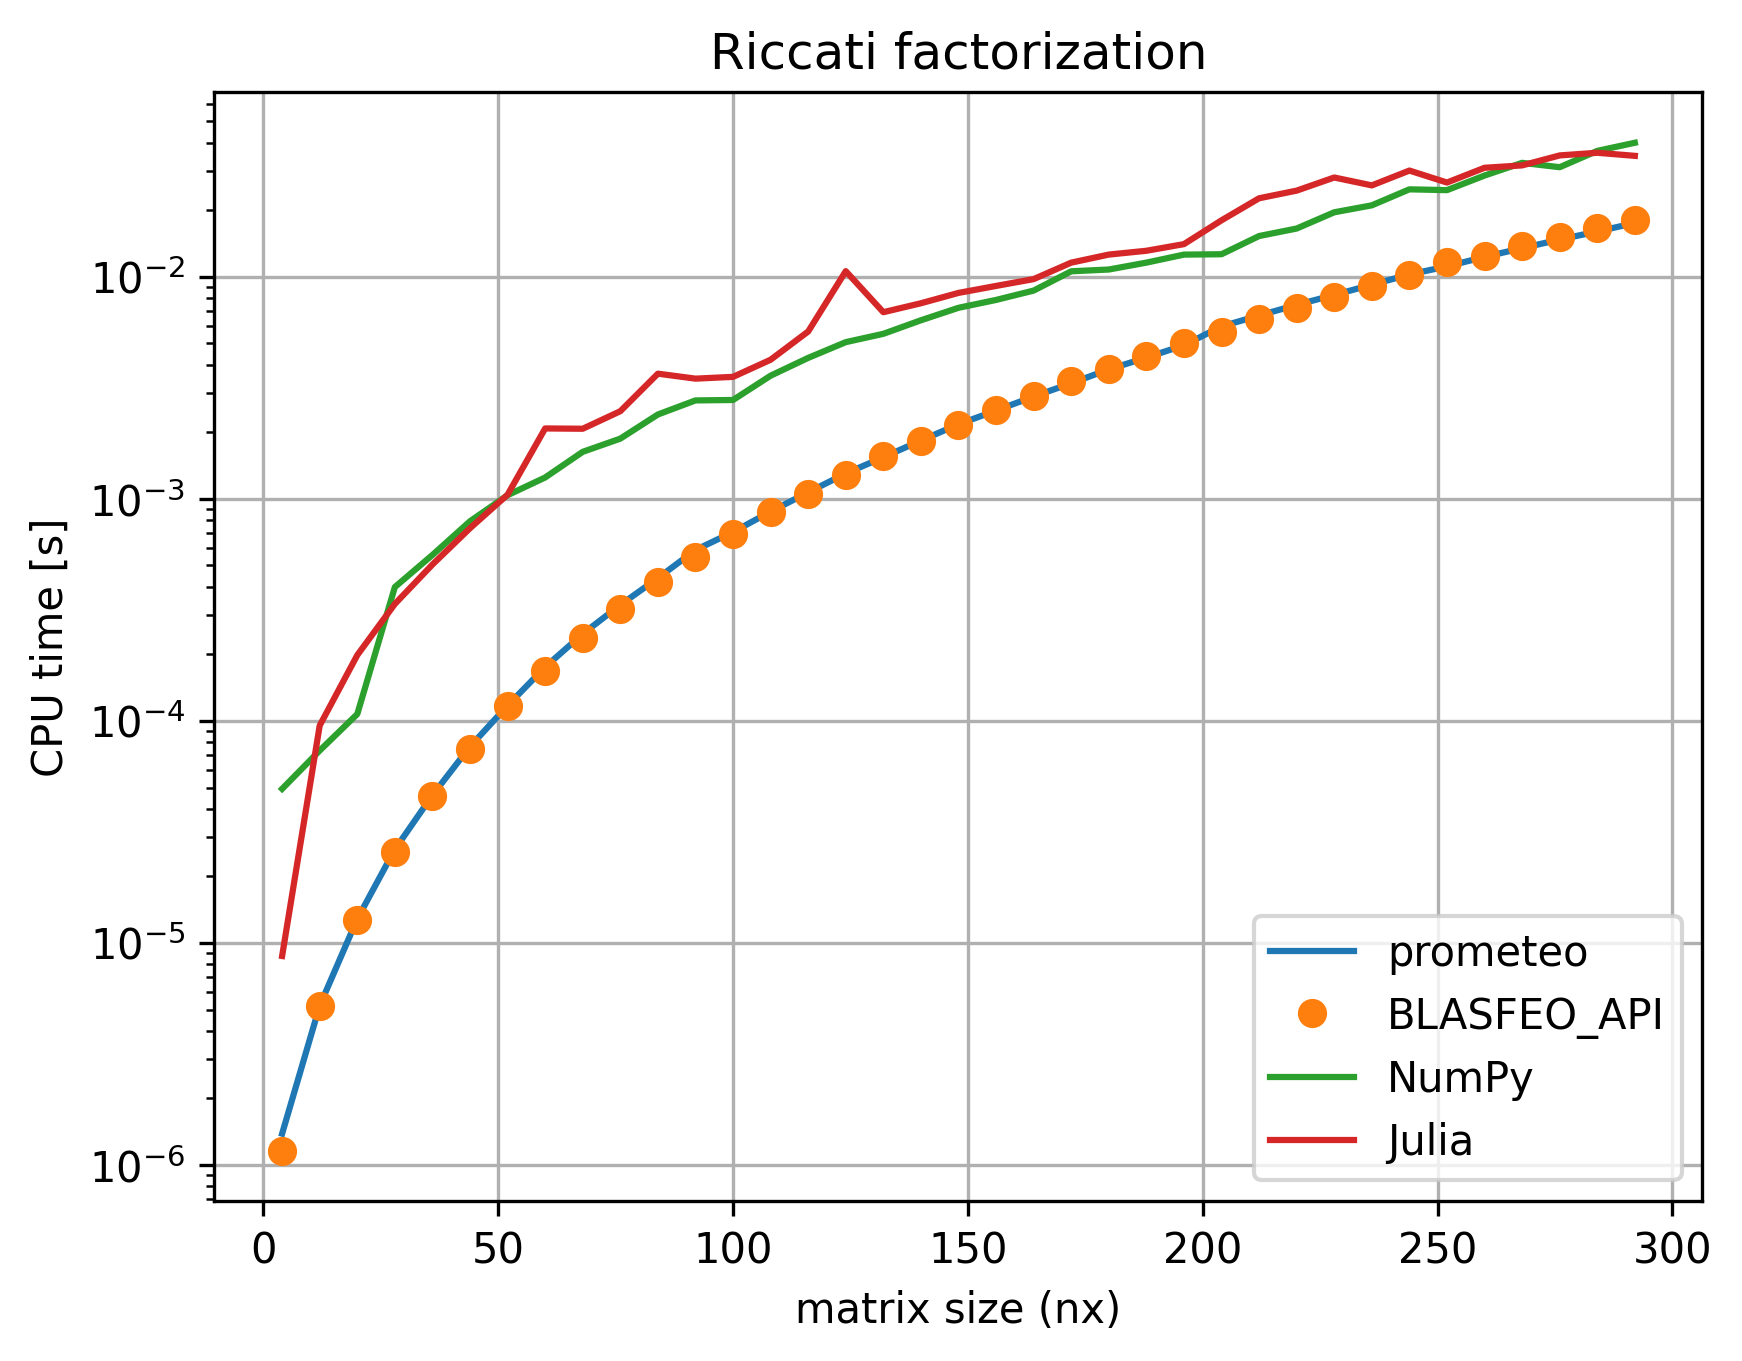 Riccati factorization
CPU time [s]
10⁻²
10⁻³
10⁻⁴
10⁻⁵
10⁻⁶
prometeo
BLASFEO_API
NumPy
Julia
0 50 100 150 200 250 300
matrix size (nx)